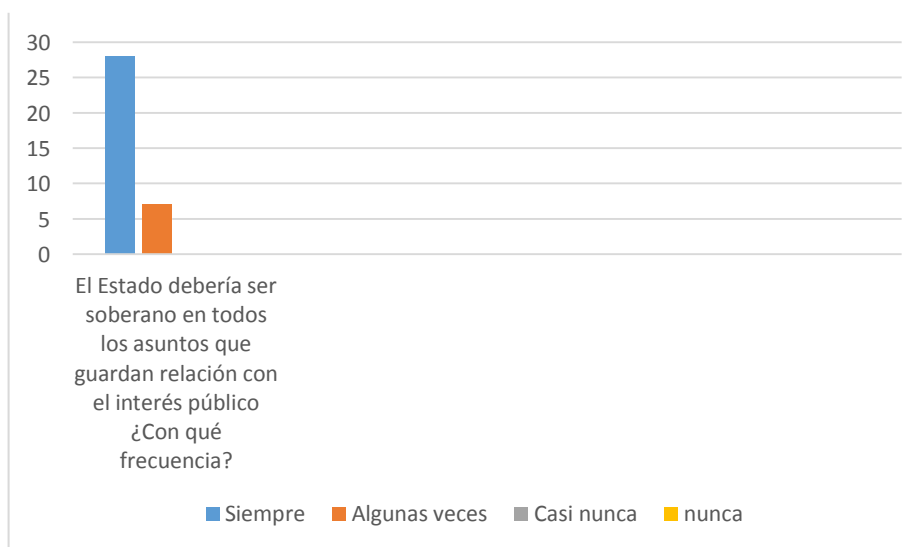 30
25
20
15
10
5
0
El Estado debería ser
soberano en todos
los asuntos que
guardan relación con
el interés público
¿Con qué
frecuencia?
Siempre Algunas veces Casi nunca nunca